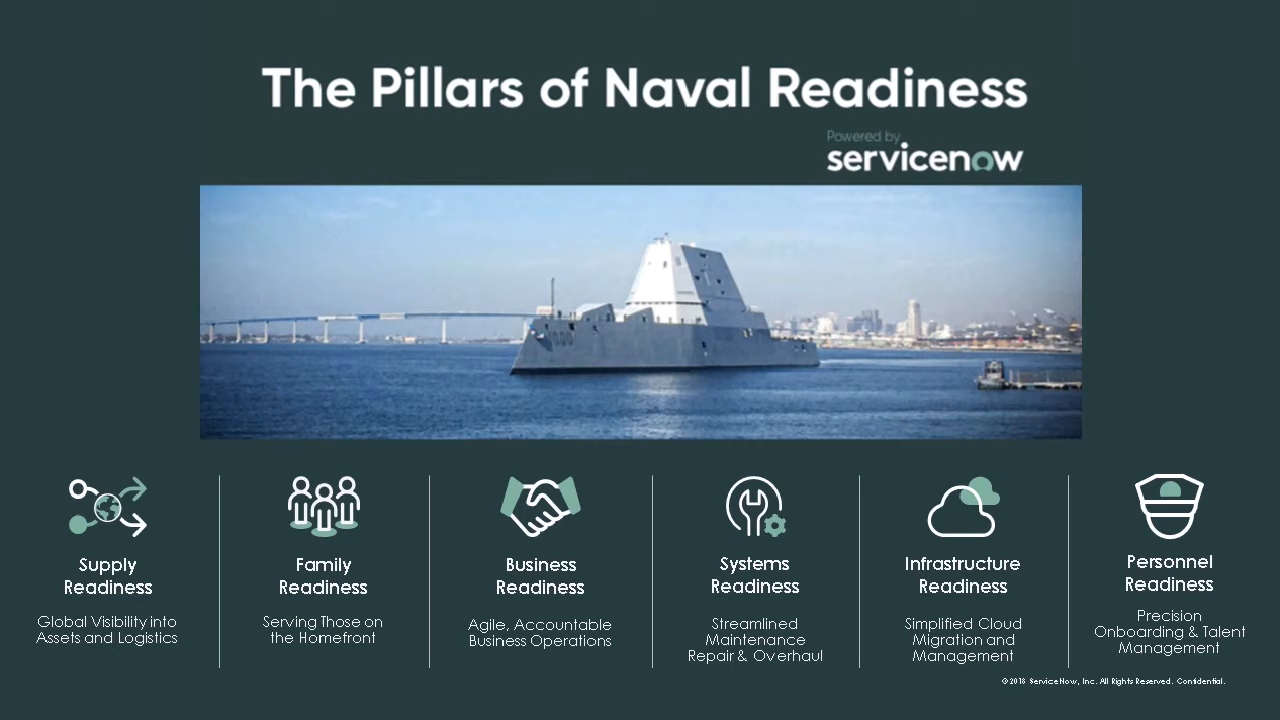 The Pillars of Naval Readiness
Powered by
servicenow
Supply
Readiness
Global Visibility into
Assets and Logistics
Family
Readiness
Serving Those on
the Homefront
Business
Readiness
Agile, Accountable
Business Operations
Systems
Readiness
Streamlined
Maintenance
Repair & Overhaul
Infrastructure
Readiness
Simplified Cloud
Migration and
Management
Personnel
Readiness
Precision
Onboarding & Talent
Management
© 2018 ServiceNow, Inc. All Rights Reserved. Confidential.